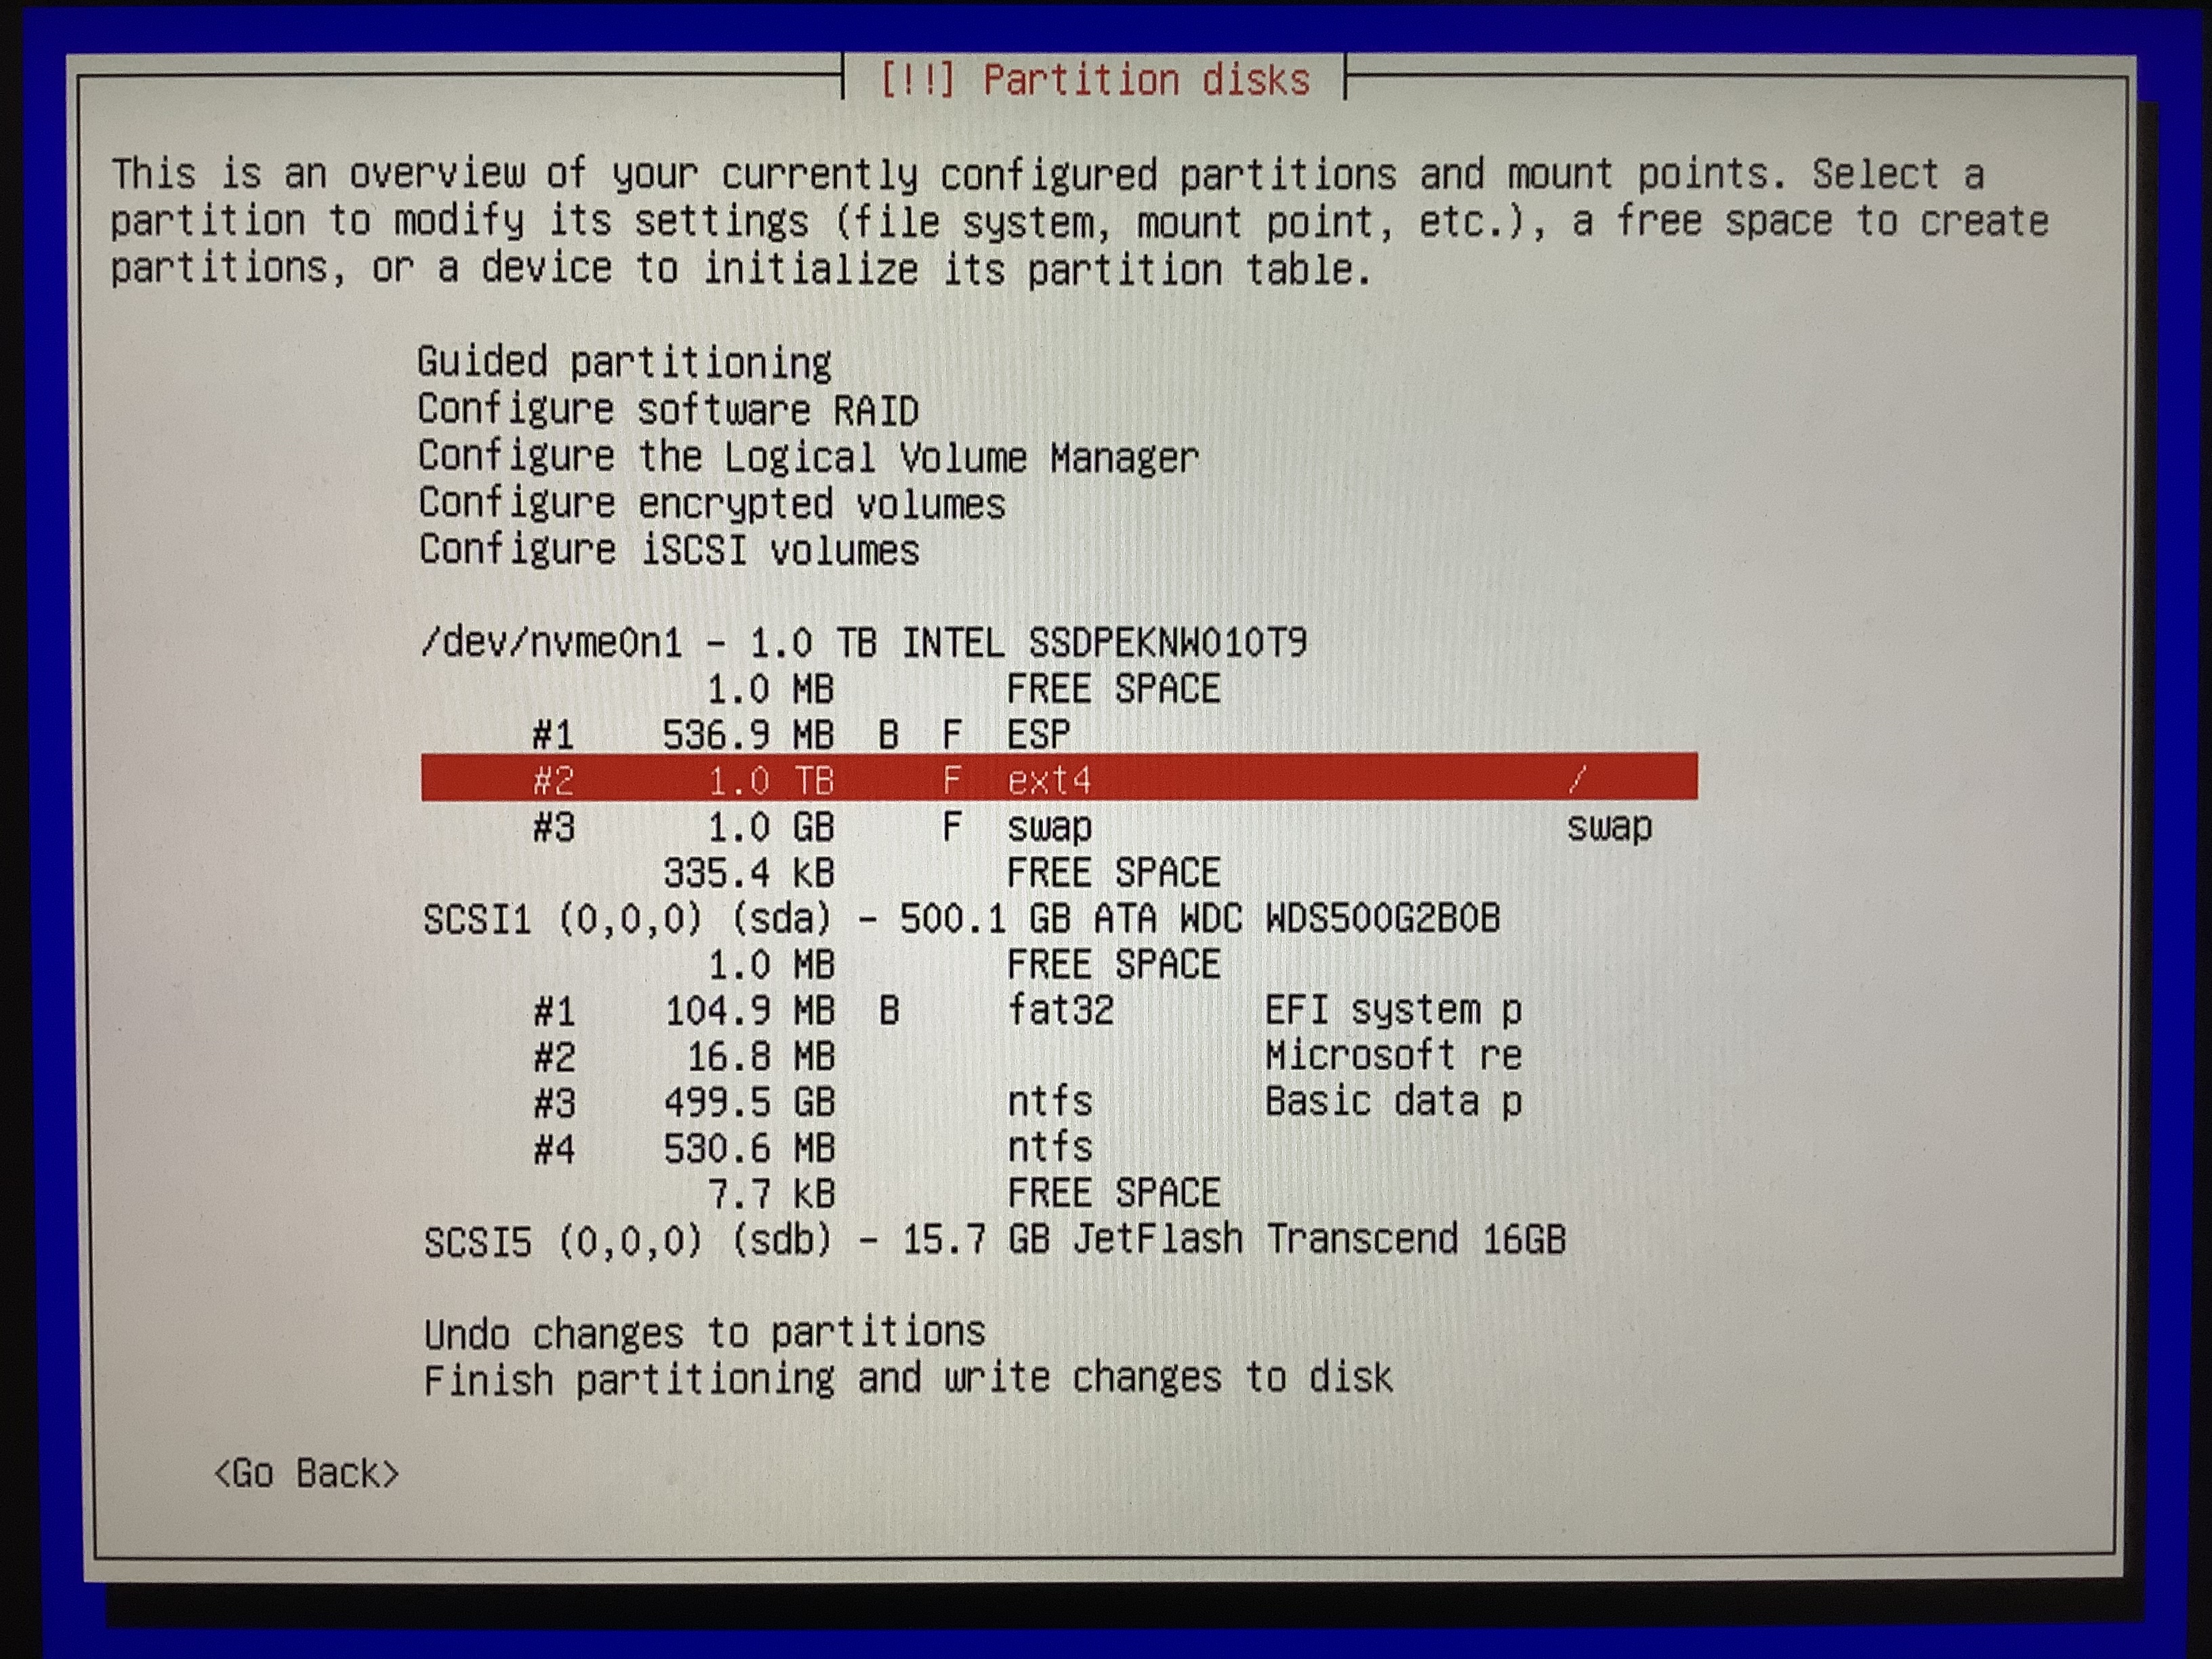 [!!] Partition disks
This is an overview of your currently configured partitions and mount points. Select a
partition to modify its settings (file system, mount point, etc.), a free space to create
partitions, or a device to initialize its partition table.
Guided partitioning
Configure software RAID
Configure the Logical Volume Manager
Configure encrypted volumes
Configure iSCSI volumes
/dev/nvme0n1 - 1.0 TB INTEL SSDPEKNW010T9
1.0 MB FREE SPACE
#1 536.9 MB B F ESP
#2 1.0 TB F ext4 /
#3 1.0 GB F swap swap
335.4 kB FREE SPACE
SCSI1 (0,0,0) (sda) - 500.1 GB ATA WDC WDS500G2B0B
1.0 MB FREE SPACE
#1 104.9 MB B fat32 EFI system p
#2 16.8 MB Microsoft re
#3 499.5 GB ntfs Basic data p
#4 530.6 MB ntfs
7.7 kB FREE SPACE
SCSI5 (0,0,0) (sdb) - 15.7 GB JetFlash Transcend 16GB
Undo changes to partitions
Finish partitioning and write changes to disk
<Go Back>